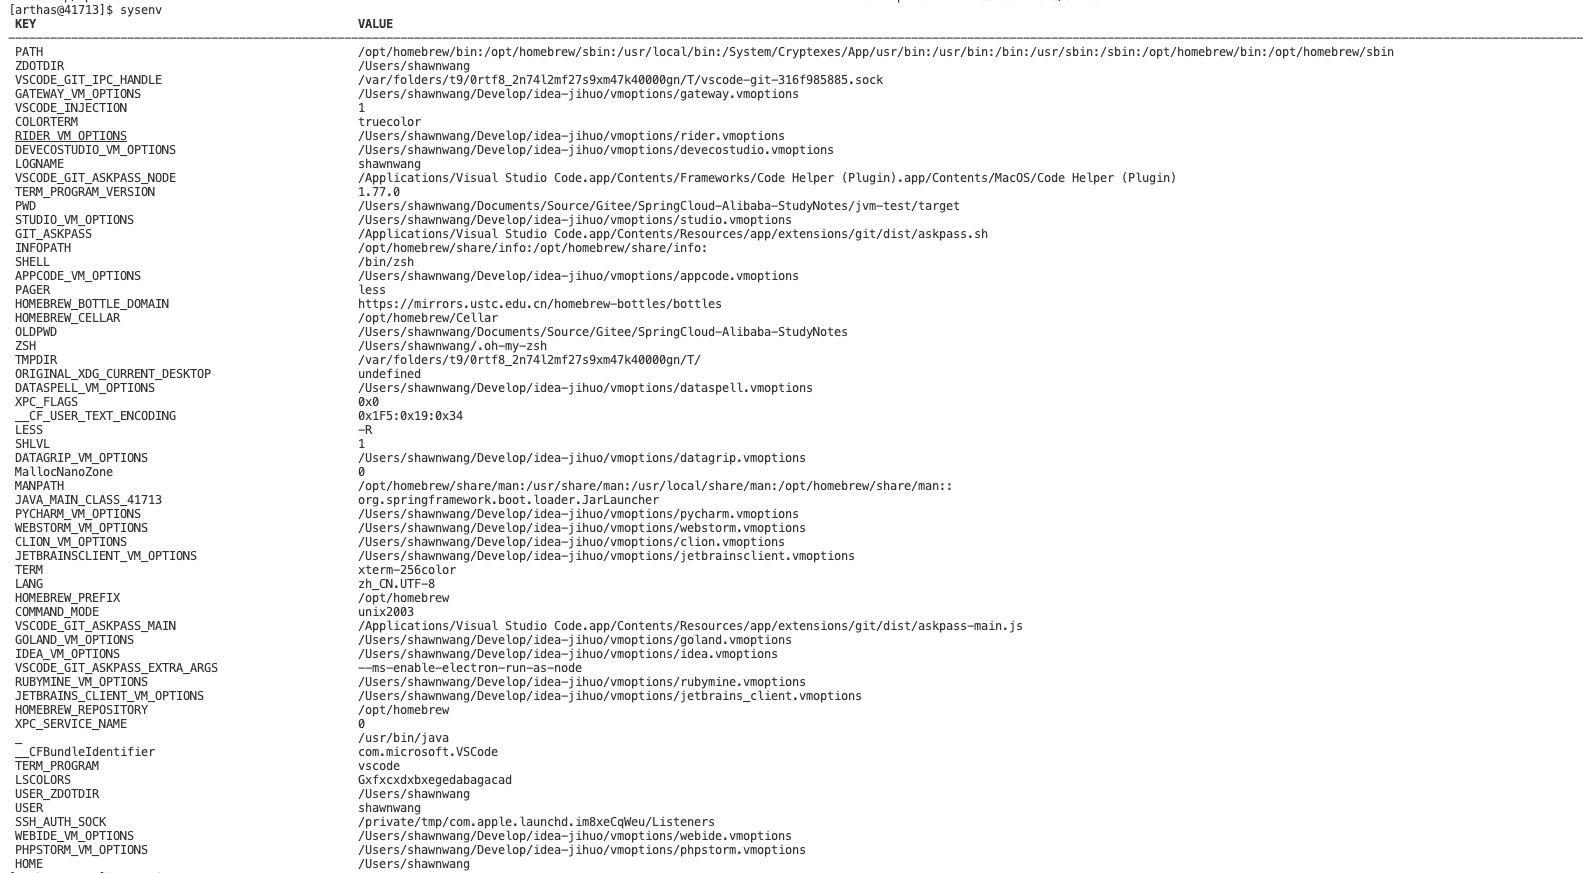 [arthas@41713]$ sysenv
KEY VALUE
PATH /opt/homebrew/bin:/opt/homebrew/sbin:/usr/local/bin:/System/Cryptexes/App/usr/bin:/usr/bin:/bin:/usr/sbin:/sbin:/opt/homebrew/bin:/opt/homebrew/sbin
ZDOTDIR /Users/shawnwang
VSCODE_GIT_IPC_HANDLE /var/folders/t9/0rtf8_2n74l2mf27s9xm47k40000gn/T/vscode-git-316f985885.sock
GATEWAY_VM_OPTIONS /Users/shawnwang/Develop/idea-jihuo/vmoptions/gateway.vmoptions
VSCODE_INJECTION 1
COLORTERM truecolor
RIDER_VM_OPTIONS /Users/shawnwang/Develop/idea-jihuo/vmoptions/rider.vmoptions
DEVECOSTUDIO_VM_OPTIONS /Users/shawnwang/Develop/idea-jihuo/vmoptions/devecostudio.vmoptions
LOGNAME shawnwang
VSCODE_GIT_ASKPASS_NODE /Applications/Visual Studio Code.app/Contents/Frameworks/Code Helper (Plugin).app/Contents/MacOS/Code Helper (Plugin)
TERM_PROGRAM_VERSION 1.77.0
PWD /Users/shawnwang/Documents/Source/Gitee/SpringCloud-Alibaba-StudyNotes/jvm-test/target
STUDIO_VM_OPTIONS /Users/shawnwang/Develop/idea-jihuo/vmoptions/studio.vmoptions
GIT_ASKPASS /Applications/Visual Studio Code.app/Contents/Resources/app/extensions/git/dist/askpass.sh
INFOPATH /opt/homebrew/share/info:/opt/homebrew/share/info:
SHELL /bin/zsh
APPCODE_VM_OPTIONS /Users/shawnwang/Develop/idea-jihuo/vmoptions/appcode.vmoptions
PAGER less
HOMEBREW_BOTTLE_DOMAIN https://mirrors.ustc.edu.cn/homebrew-bottles/bottles
HOMEBREW_CELLAR /opt/homebrew/Cellar
OLDPWD /Users/shawnwang/Documents/Source/Gitee/SpringCloud-Alibaba-StudyNotes
ZSH /Users/shawnwang/.oh-my-zsh
TMPDIR /var/folders/t9/0rtf8_2n74l2mf27s9xm47k40000gn/T/
ORIGINAL_XDG_CURRENT_DESKTOP undefined
DATASPELL_VM_OPTIONS /Users/shawnwang/Develop/idea-jihuo/vmoptions/dataspell.vmoptions
XPC_FLAGS 0x0
__CF_USER_TEXT_ENCODING 0x1F5:0x19:0x34
LESS -R
SHLVL 1
DATAGRIP_VM_OPTIONS /Users/shawnwang/Develop/idea-jihuo/vmoptions/datagrip.vmoptions
MallocNanoZone 0
MANPATH /opt/homebrew/share/man:/usr/share/man:/usr/local/share/man:/opt/homebrew/share/man::
JAVA_MAIN_CLASS_41713 org.springframework.boot.loader.JarLauncher
PYCHARM_VM_OPTIONS /Users/shawnwang/Develop/idea-jihuo/vmoptions/pycharm.vmoptions
WEBSTORM_VM_OPTIONS /Users/shawnwang/Develop/idea-jihuo/vmoptions/webstorm.vmoptions
CLION_VM_OPTIONS /Users/shawnwang/Develop/idea-jihuo/vmoptions/clion.vmoptions
JETBRAINSCLIENT_VM_OPTIONS /Users/shawnwang/Develop/idea-jihuo/vmoptions/jetbrainsclient.vmoptions
TERM xterm-256color
LANG zh_CN.UTF-8
HOMEBREW_PREFIX /opt/homebrew
COMMAND_MODE unix2003
VSCODE_GIT_ASKPASS_MAIN /Applications/Visual Studio Code.app/Contents/Resources/app/extensions/git/dist/askpass-main.js
GOLAND_VM_OPTIONS /Users/shawnwang/Develop/idea-jihuo/vmoptions/goland.vmoptions
IDEA_VM_OPTIONS /Users/shawnwang/Develop/idea-jihuo/vmoptions/idea.vmoptions
VSCODE_GIT_ASKPASS_EXTRA_ARGS --ms-enable-electron-run-as-node
RUBYMINE_VM_OPTIONS /Users/shawnwang/Develop/idea-jihuo/vmoptions/rubymine.vmoptions
JETBRAINS_CLIENT_VM_OPTIONS /Users/shawnwang/Develop/idea-jihuo/vmoptions/jetbrains_client.vmoptions
HOMEBREW_REPOSITORY /opt/homebrew
XPC_SERVICE_NAME 0
_ /usr/bin/java
__CFBundleIdentifier com.microsoft.VSCode
TERM_PROGRAM vscode
LSCOLORS Gxfxcxdxbxegedabagacad
USER_ZDOTDIR /Users/shawnwang
USER shawnwang
SSH_AUTH_SOCK /private/tmp/com.apple.launchd.im8xeCqWeu/Listeners
WEBIDE_VM_OPTIONS /Users/shawnwang/Develop/idea-jihuo/vmoptions/webide.vmoptions
PHPSTORM_VM_OPTIONS /Users/shawnwang/Develop/idea-jihuo/vmoptions/phpstorm.vmoptions
HOME /Users/shawnwang